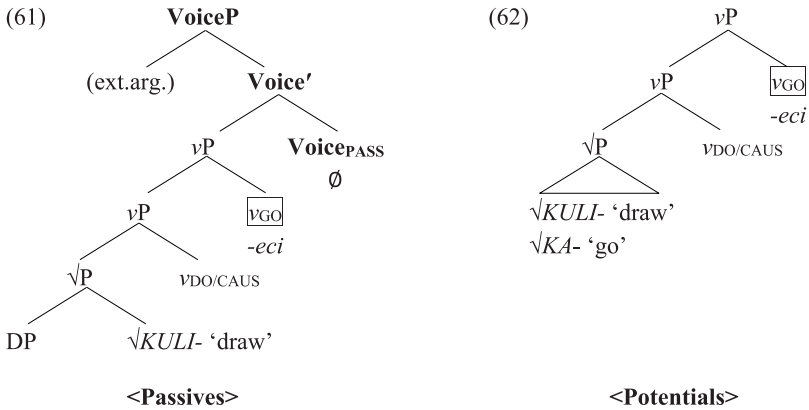 (61) VoiceP (62) vP
(ext.arg.) Voice′ vP vGO
-eci
vP VoicePASS √P vDO/CAUS
∅
vP vGO √KULI- ‘draw’
-eci √KA- ‘go’
√P vDO/CAUS
DP √KULI- ‘draw’
<Passives> <Potentials>